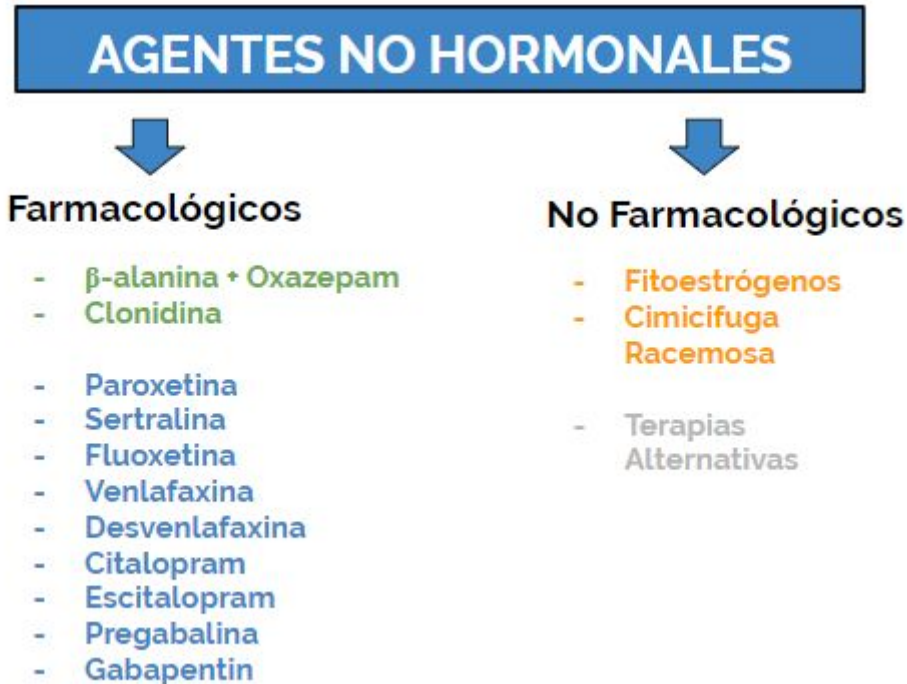 AGENTES NO HORMONALES
Farmacológicos
- β-alanina + Oxazepam
- Clonidina
- Paroxetina
- Sertralina
- Fluoxetina
- Venlafaxina
- Desvenlafaxina
- Citalopram
- Escitalopram
- Pregabalina
- Gabapentin
No Farmacológicos
- Fitoestrógenos
- Cimicifuga
Racemosa
- Terapias
Alternativas